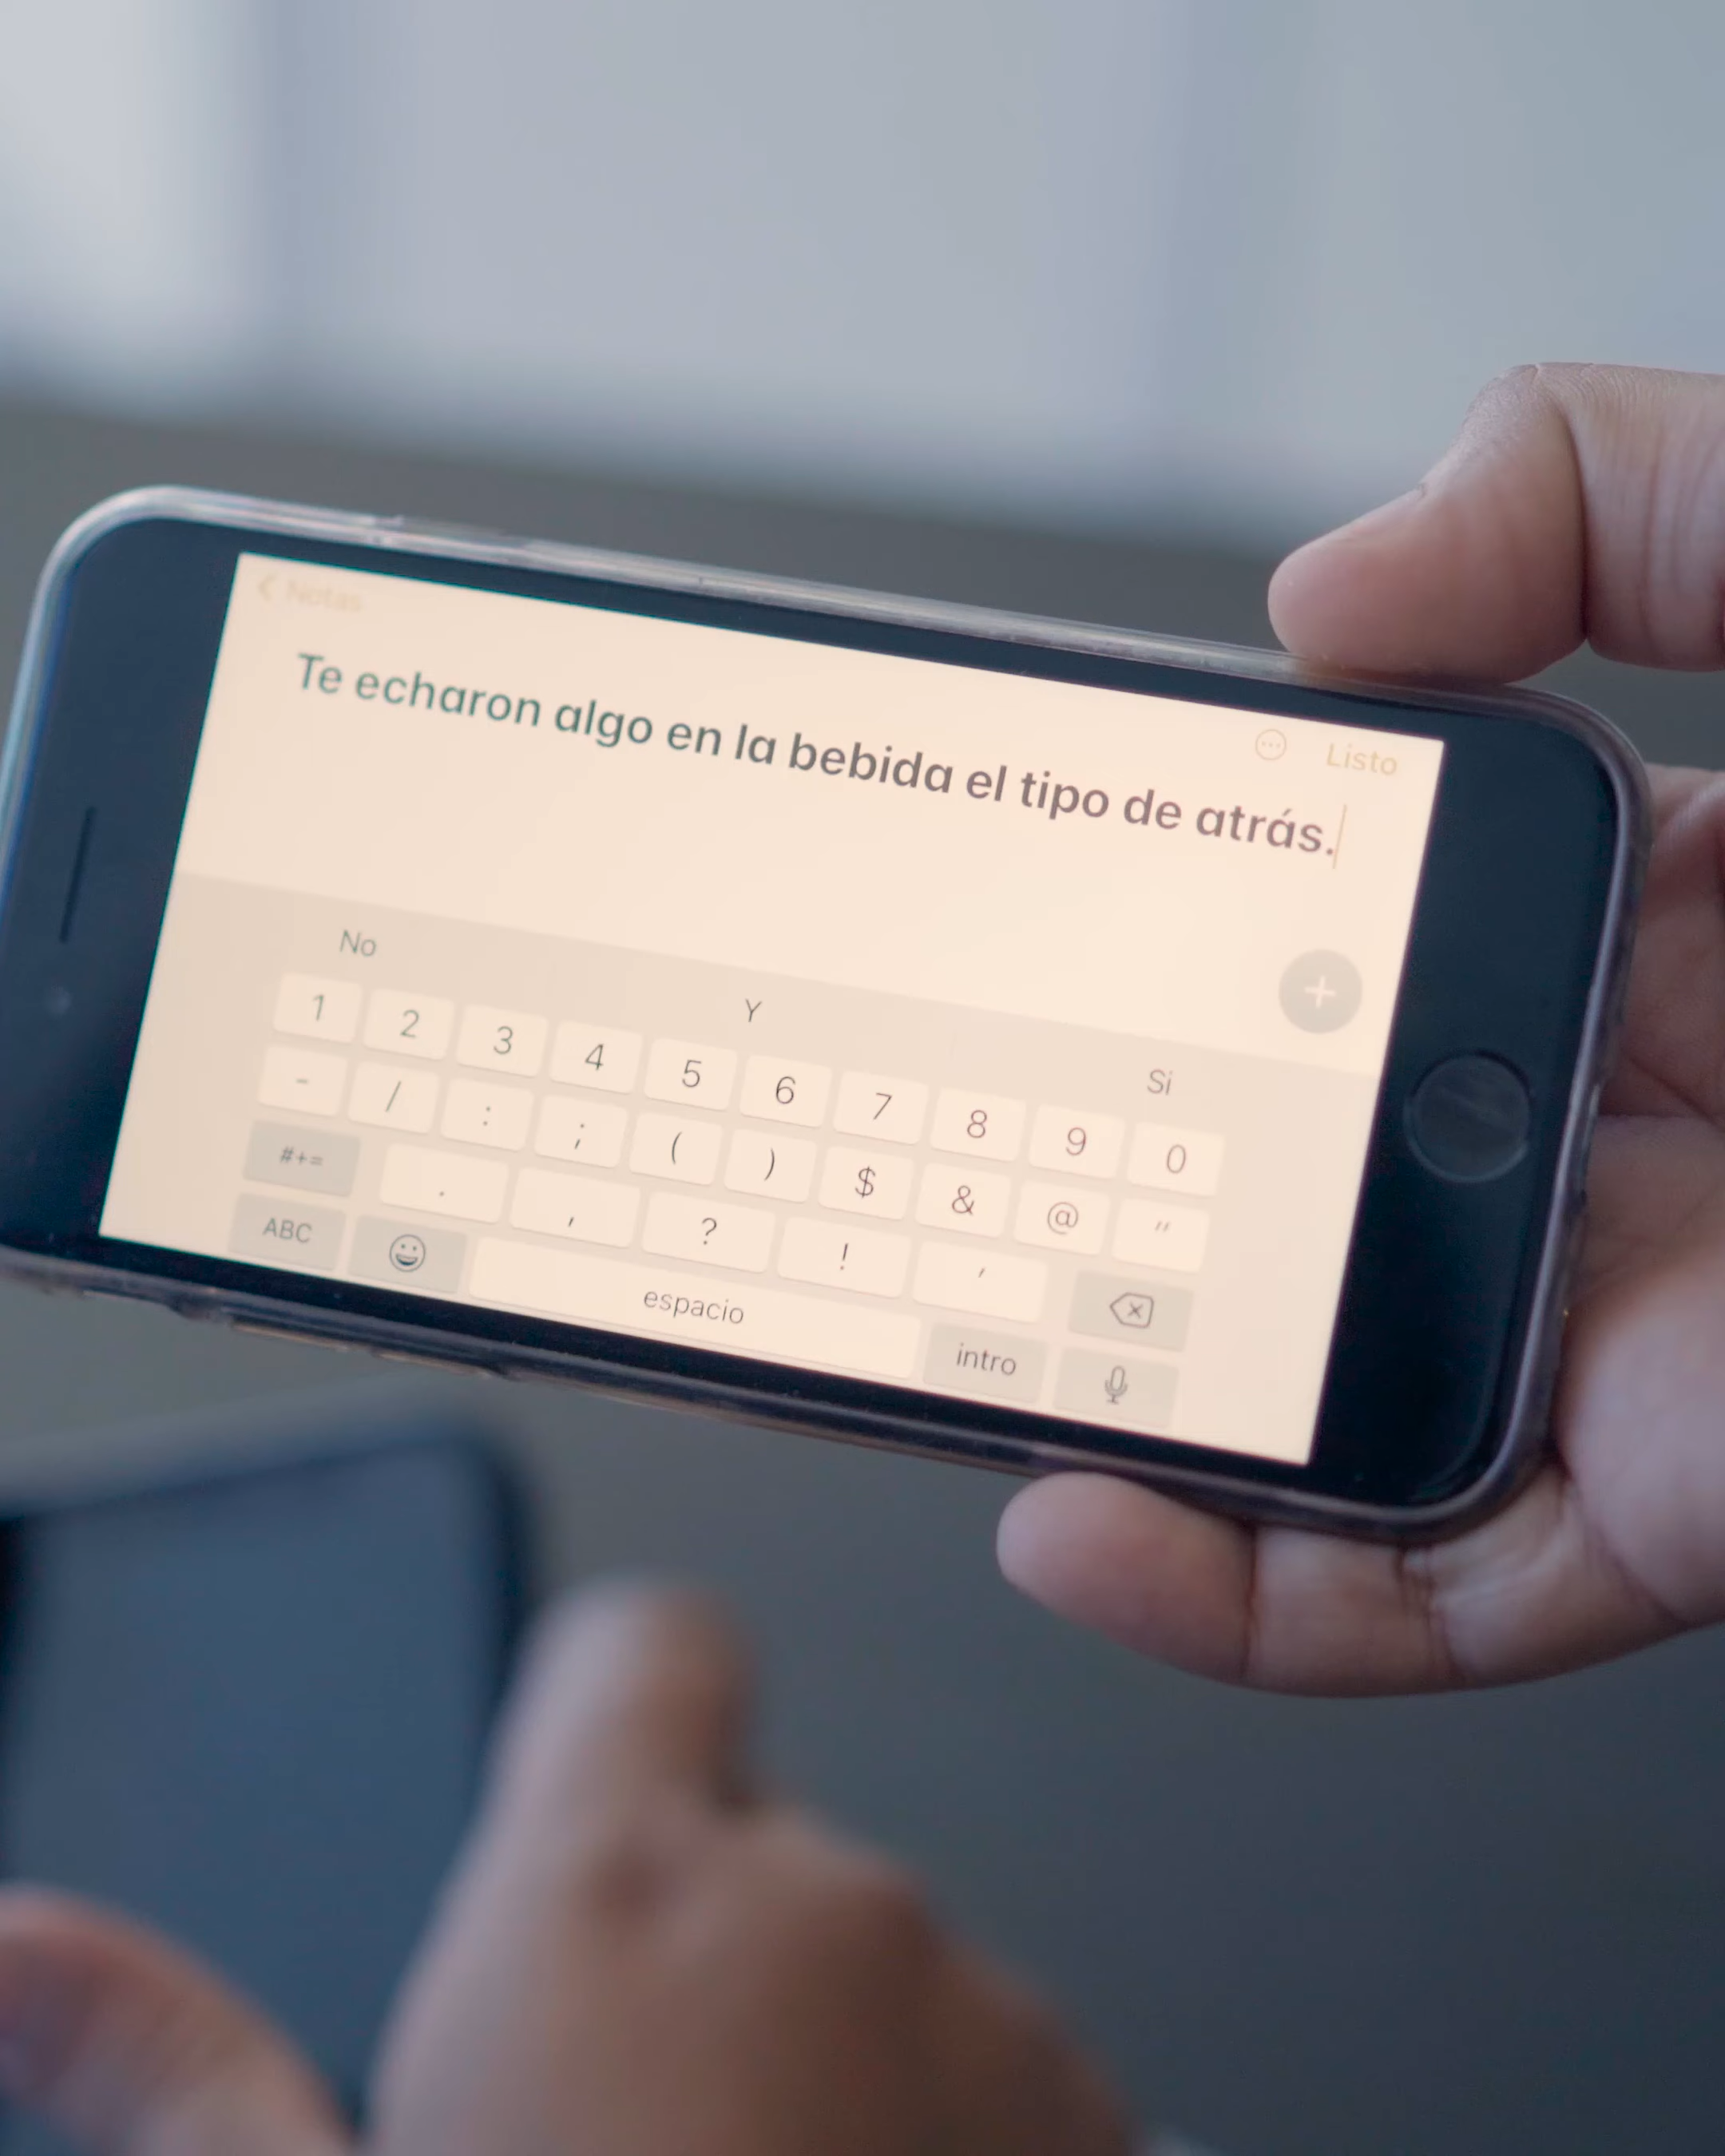 Notas
Listo
Te echaron algo en la bebida el tipo de atrás.
No Y Si
1 2 3 4 5 6 7 8 9 0
- / : ; ( ) $ & @ "
#+= . , ? ! '
ABC espacio intro